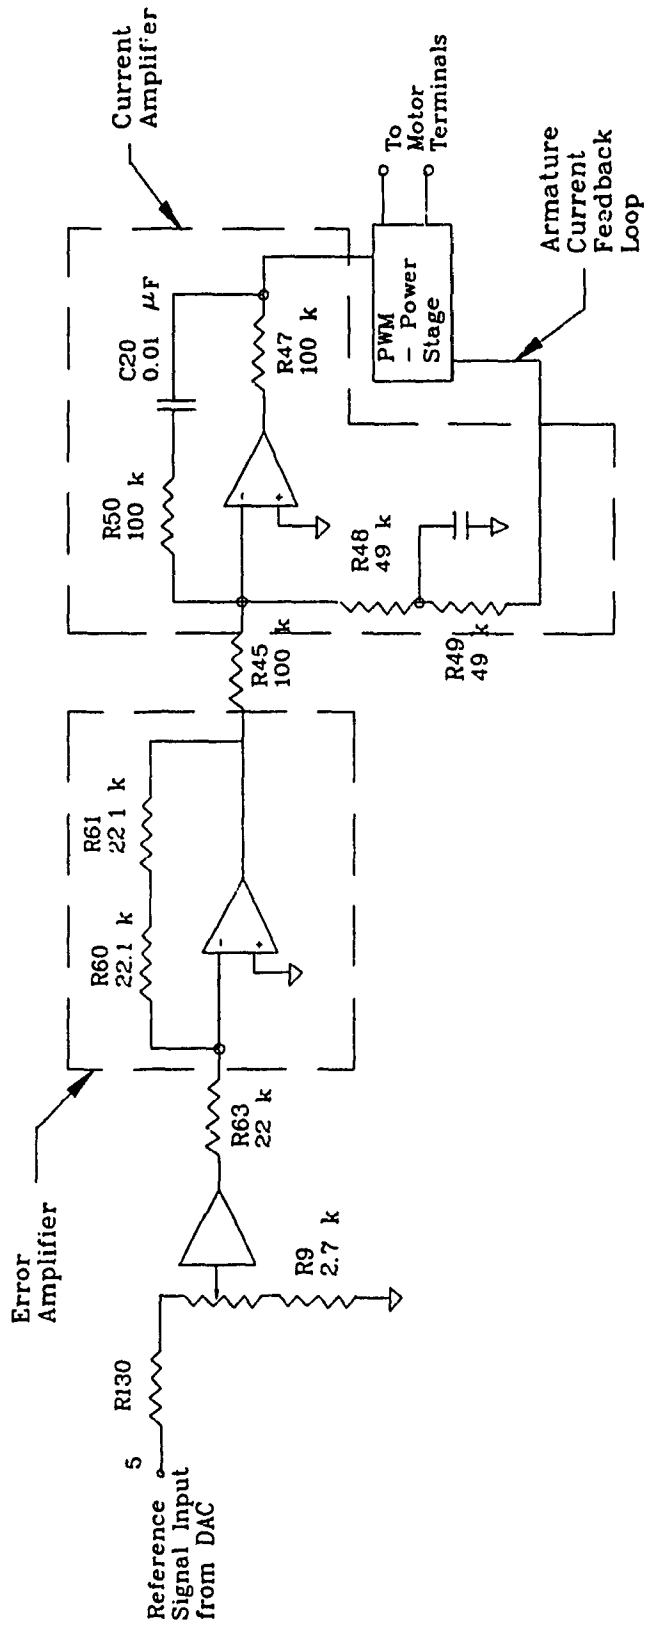 Reference
Signal Input
from DAC
5
R130
R9
2.7 k
Error
Amplifier
R63
22 k
R60
22.1 k
R61
22 1 k
-
+
R45
100 k
R50
100 k
C20
0.01 µF
-
+
R47
100 k
R48
49 k
R49
49 k
Current
Amplifier
PWM
- Power
Stage
To
Motor
Terminals
Armature
Current
Feedback
Loop